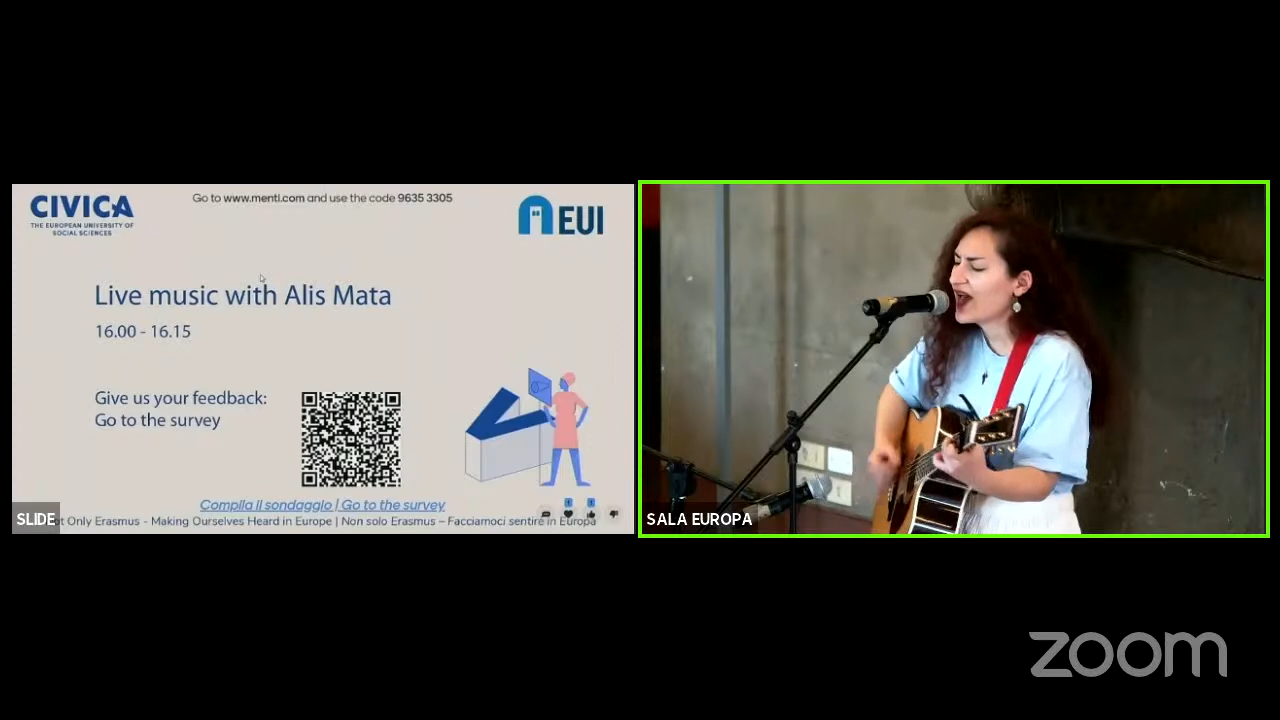 CIVICA
THE EUROPEAN UNIVERSITY OF
SOCIAL SCIENCES
Go to www.menti.com and use the code 9635 3305
EUI
Live music with Alis Mata
16.00 - 16.15
Give us your feedback:
Go to the survey
Compila il sondaggio | Go to the survey
ot Only Erasmus - Making Ourselves Heard in Europe | Non solo Erasmus – Facciamoci sentire in Europa
SLIDE
SALA EUROPA
zoom